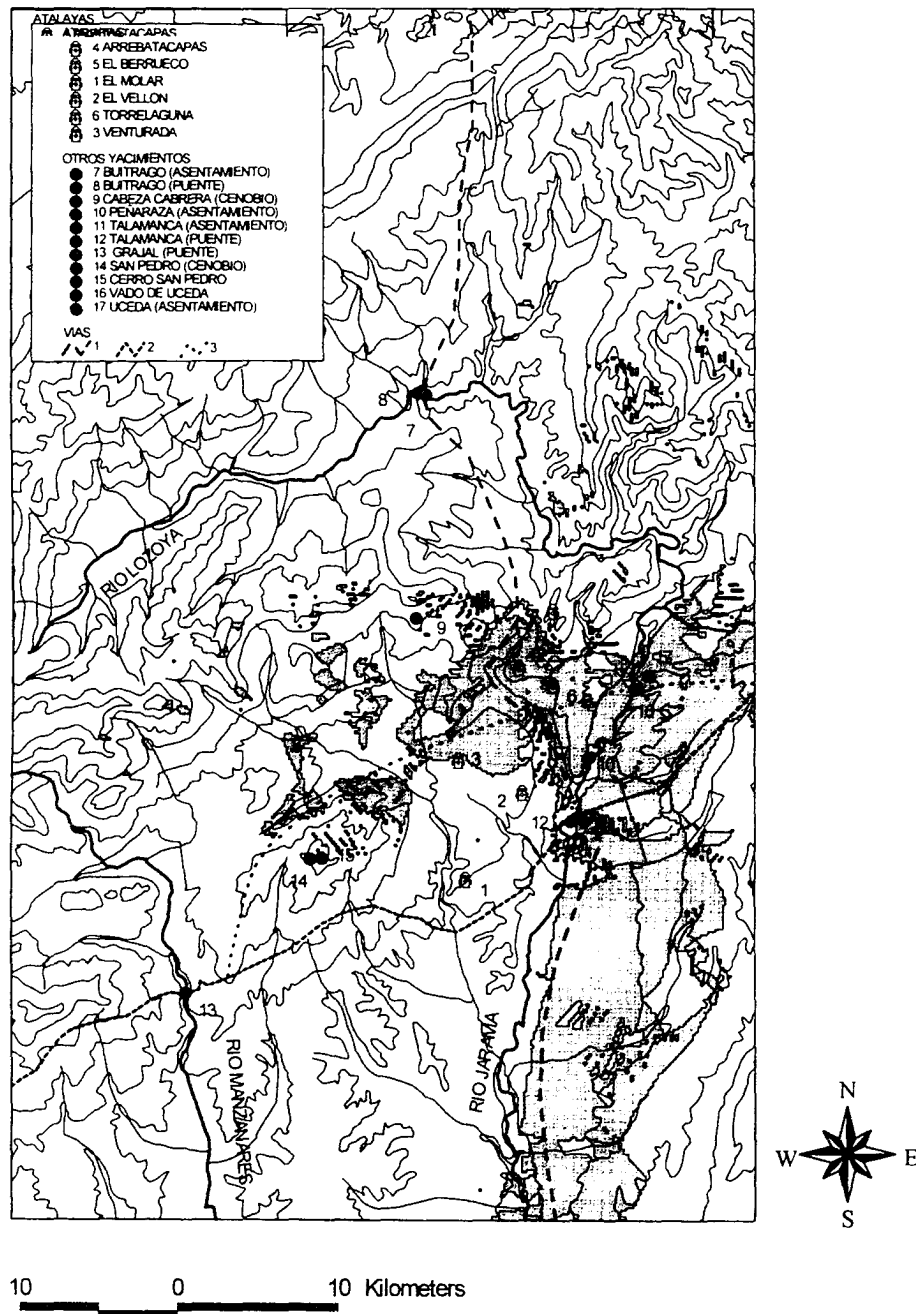 ATALAYAS
4 ARREBATACAPAS
5 EL BERRUECO
1 EL MOLAR
2 EL VELLON
6 TORRELAGUNA
3 VENTURADA
OTROS YACIMIENTOS
7 BUITRAGO (ASENTAMIENTO)
8 BUITRAGO (PUENTE)
9 CABEZA CABRERA (CENOBIO)
10 PEÑARAZA (ASENTAMIENTO)
11 TALAMANCA (ASENTAMIENTO)
12 TALAMANCA (PUENTE)
13 GRAJAL (PUENTE)
14 SAN PEDRO (CENOBIO)
15 CERRO SAN PEDRO
16 VADO DE UCEDA
17 UCEDA (ASENTAMIENTO)
VIAS
1 2 3
8
7
RIO LOZOYA
9
6
3
2
12
14
1
13
RIO MANZANARES
RIO JARAMA
N
W E
S
10 0 10 Kilometers